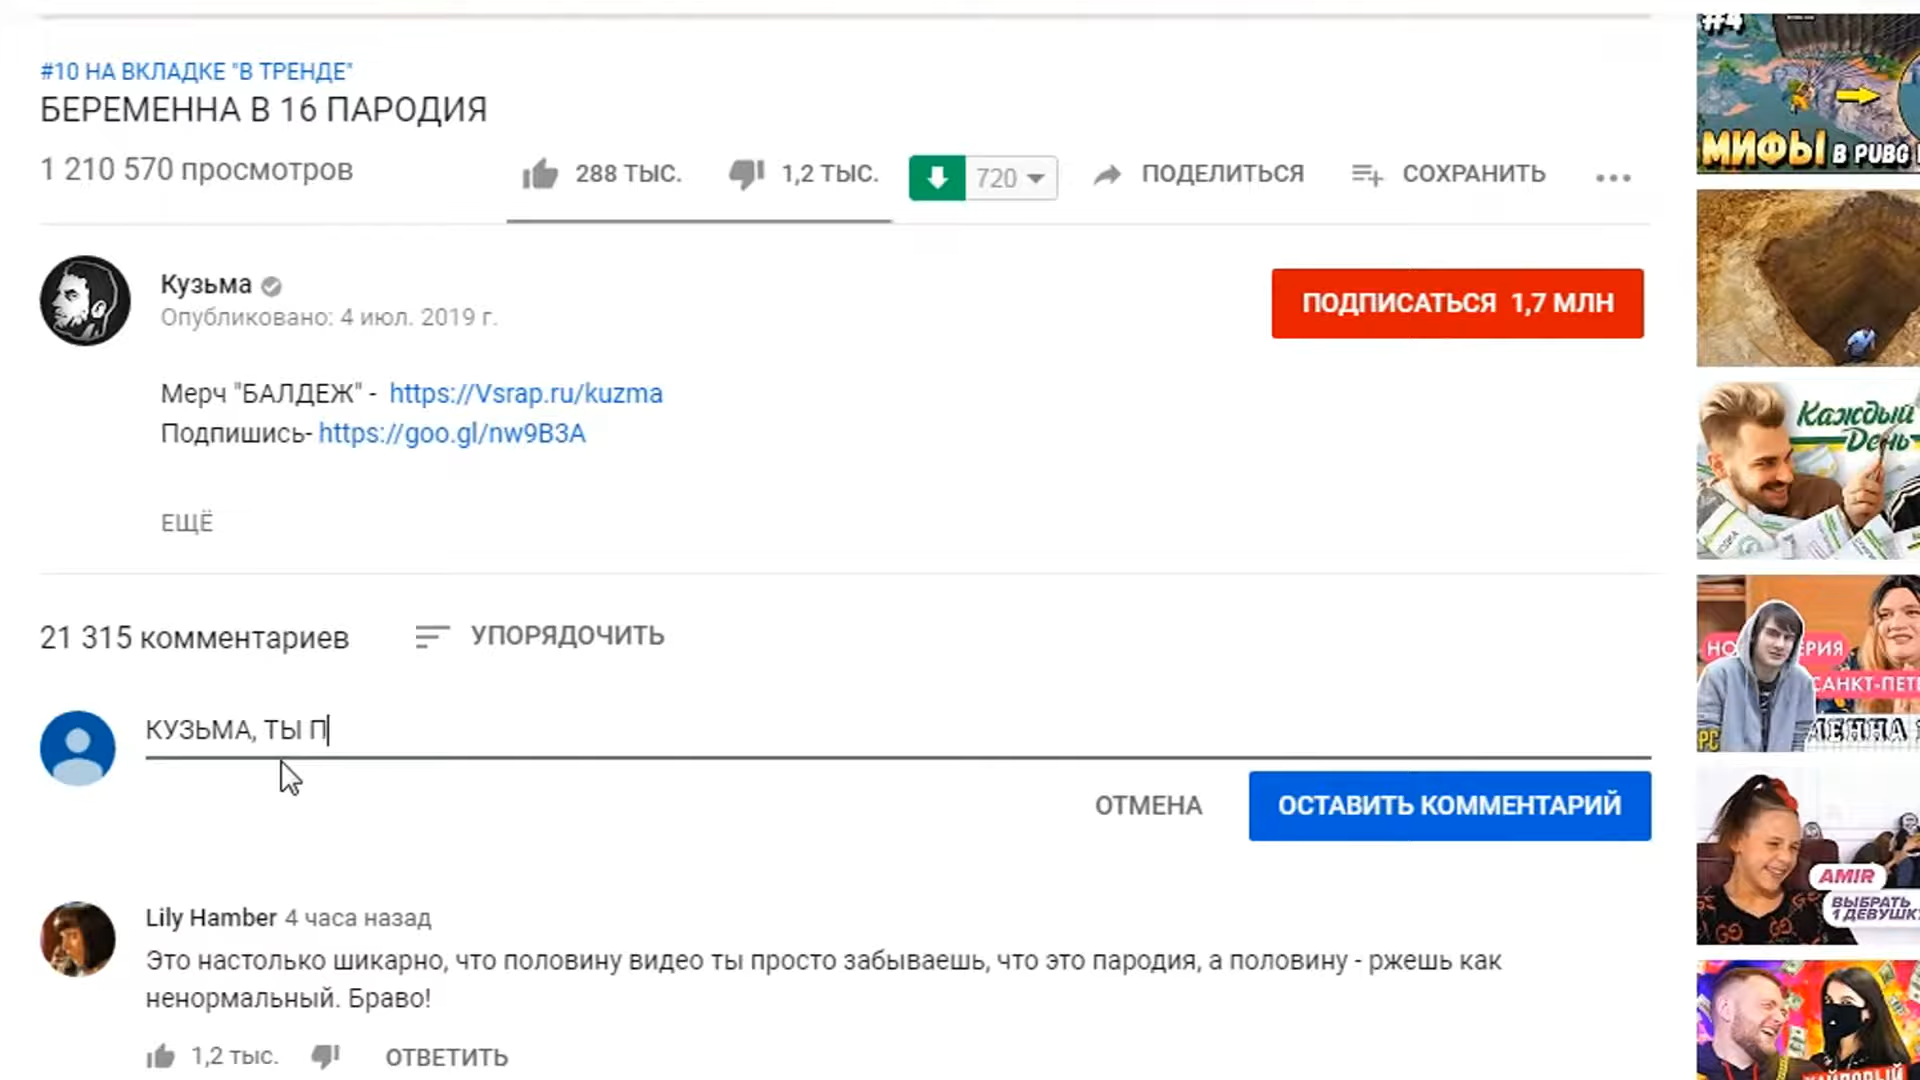 #10 НА ВКЛАДКЕ "В ТРЕНДЕ"
БЕРЕМЕННА В 16 ПАРОДИЯ
1 210 570 просмотров
288 ТЫС.
1,2 ТЫС.
720
ПОДЕЛИТЬСЯ
СОХРАНИТЬ
Кузьма
Опубликовано: 4 июл. 2019 г.
ПОДПИСАТЬСЯ 1,7 МЛН
Мерч "БАЛДЕЖ" - https://Vsrap.ru/kuzma
Подпишись- https://goo.gl/nw9B3A
ЕЩЁ
21 315 комментариев
УПОРЯДОЧИТЬ
КУЗЬМА, ТЫ П
ОТМЕНА
ОСТАВИТЬ КОММЕНТАРИЙ
Lily Hamber 4 часа назад
Это настолько шикарно, что половину видео ты просто забываешь, что это пародия, а половину - ржешь как
ненормальный. Браво!
1,2 тыс.
ОТВЕТИТЬ
#4
МИФЫ В PUBG
Каждый
День
AMIR
ВЫБРАТЬ
1 ДЕВУШКУ